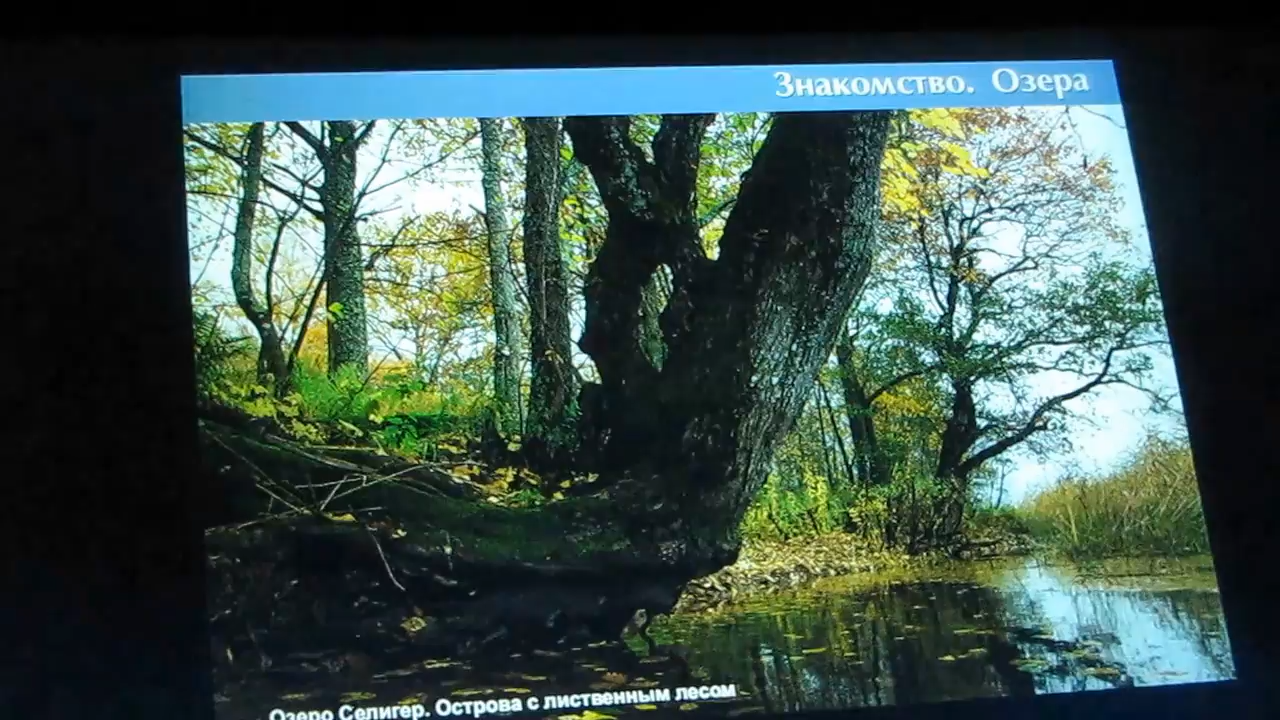 Знакомство. Озера
Озеро Селигер. Острова с лиственным лесом